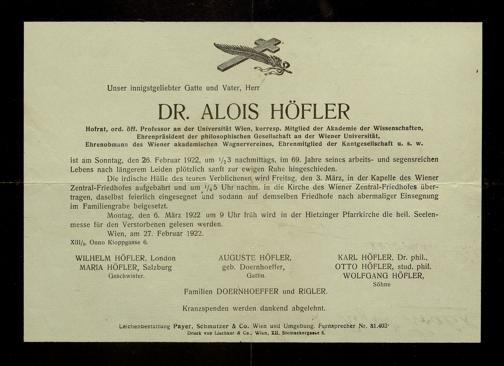 Unser innigstgeliebter Gatte und Vater, Herr
DR. ALOIS HÖFLER
Hofrat, ord. öff. Professor an der Universität Wien, korresp. Mitglied der Akademie der Wissenschaften,
Ehrenpräsident der philosophischen Gesellschaft an der Wiener Universität,
Ehrenobmann des Wiener akademischen Wagnervereines, Ehrenmitglied der Kantgesellschaft u. s. w.
ist am Sonntag, den 26. Februar 1922, um 1/23 nachmittags, im 69. Jahre seines arbeits- und segensreichen
Lebens nach längerem Leiden plötzlich sanft zur ewigen Ruhe hingeschieden.
Die irdische Hülle des teuren Verblichenen wird Freitag, den 3. März, in der Kapelle des Wiener
Zentral-Friedhofes aufgebahrt und um 1/45 Uhr nachm. in die Kirche des Wiener Zentral-Friedhofes über-
tragen, daselbst feierlich eingesegnet und sodann auf demselben Friedhofe nach abermaliger Einsegnung
im Familiengrabe beigesetzt.
Montag, den 6. März 1922 um 9 Uhr früh wird in der Hietzinger Pfarrkirche die heil. Seelen-
messe für den Verstorbenen gelesen werden.
Wien, am 27. Februar 1922.
Onno Kloppgasse 6.
WILHELM HÖFLER, London
MARIA HÖFLER, Salzburg
Geschwister.
AUGUSTE HÖFLER,
geb. Doernhoeffer,
Gattin.
KARL HÖFLER, Dr. phil.,
OTTO HÖFLER, stud. phil.
WOLFGANG HÖFLER,
Söhne
Familien DOERNHOEFFER und RIGLER.
Kranzspenden werden dankend abgelehnt.
Leichenbestattung Payer, Schmutzer & Co. Wien und Umgebung. Fernsprecher Nr. 81.403
Druck von & Co., Wien, XII,